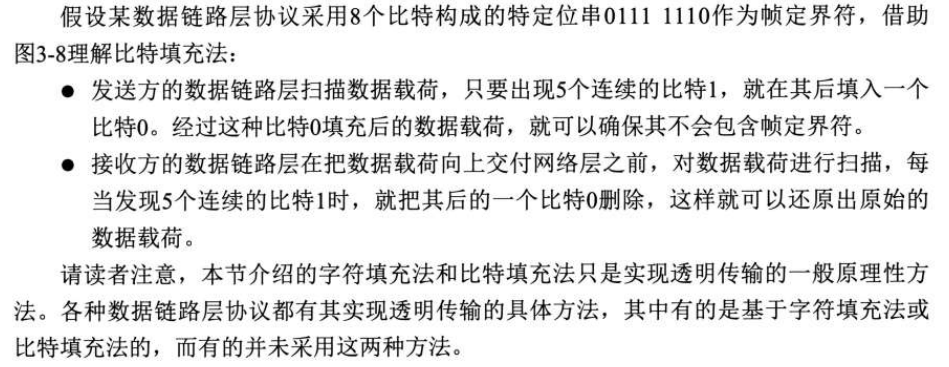 假设某数据链路层协议采用8个比特构成的特定位串0111 1110作为帧定界符，借助
图3-8理解比特填充法：
● 发送方的数据链路层扫描数据载荷，只要出现5个连续的比特1，就在其后填入一个
比特0。经过这种比特0填充后的数据载荷，就可以确保其不会包含帧定界符。
● 接收方的数据链路层在把数据载荷向上交付网络层之前，对数据载荷进行扫描，每
当发现5个连续的比特1时，就把其后的一个比特0删除，这样就可以还原出原始的
数据载荷。
请读者注意，本节介绍的字符填充法和比特填充法只是实现透明传输的一般原理性方
法。各种数据链路层协议都有其实现透明传输的具体方法，其中有的是基于字符填充法或
比特填充法的，而有的并未采用这两种方法。